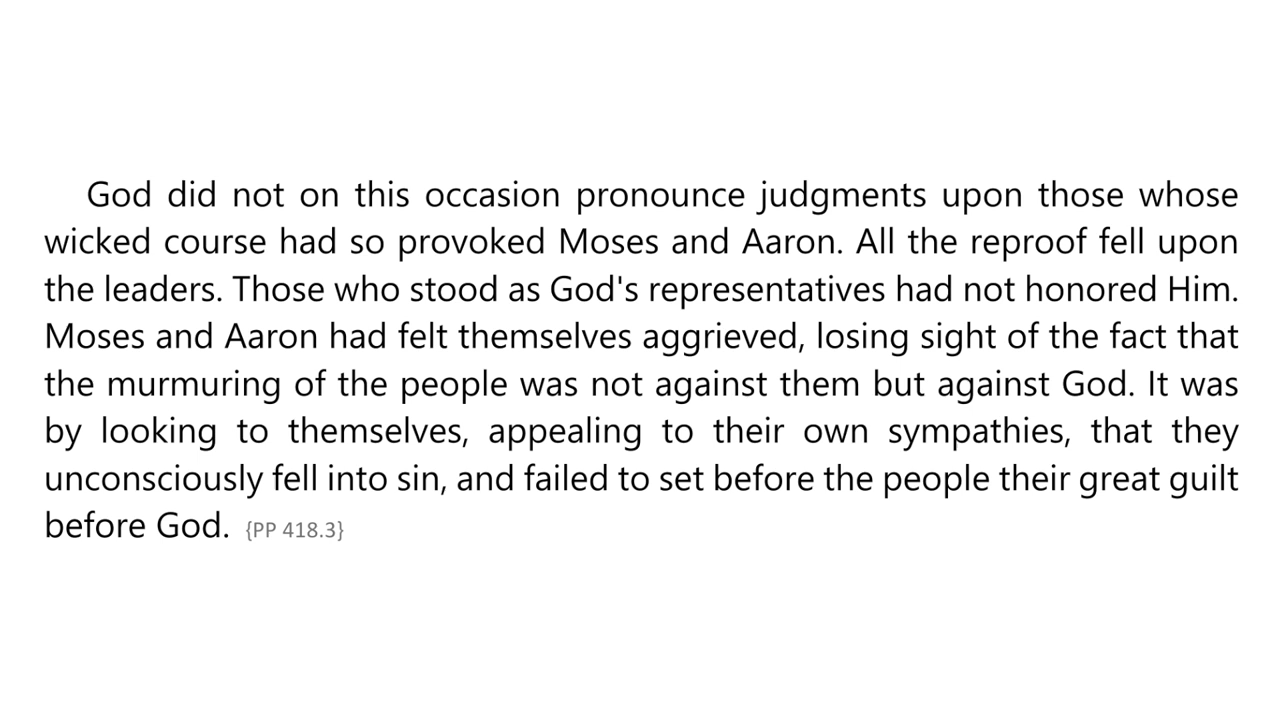 God did not on this occasion pronounce judgments upon those whose
wicked course had so provoked Moses and Aaron. All the reproof fell upon
the leaders. Those who stood as God's representatives had not honored Him.
Moses and Aaron had felt themselves aggrieved, losing sight of the fact that
the murmuring of the people was not against them but against God. It was
by looking to themselves, appealing to their own sympathies, that they
unconsciously fell into sin, and failed to set before the people their great guilt
before God. {PP 418.3}